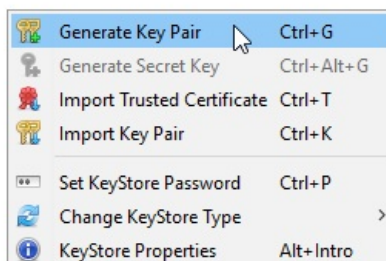 Generate Key Pair Ctrl+G
Generate Secret Key Ctrl+Alt+G
Import Trusted Certificate Ctrl+T
Import Key Pair Ctrl+K
Set KeyStore Password Ctrl+P
Change KeyStore Type
KeyStore Properties Alt+Intro